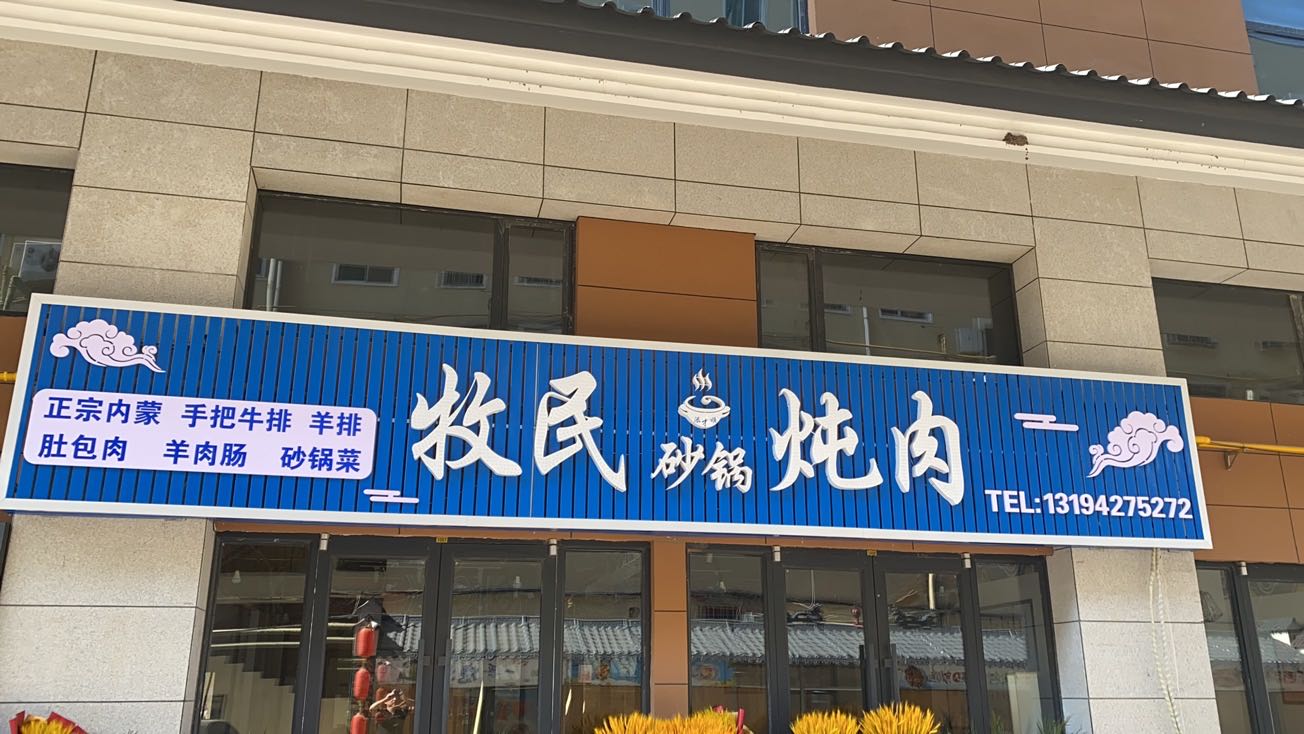 正宗内蒙 手把牛排 羊排
肚包肉 羊肉肠 砂锅菜
牧民
砂锅
炖肉
TEL:13194275272